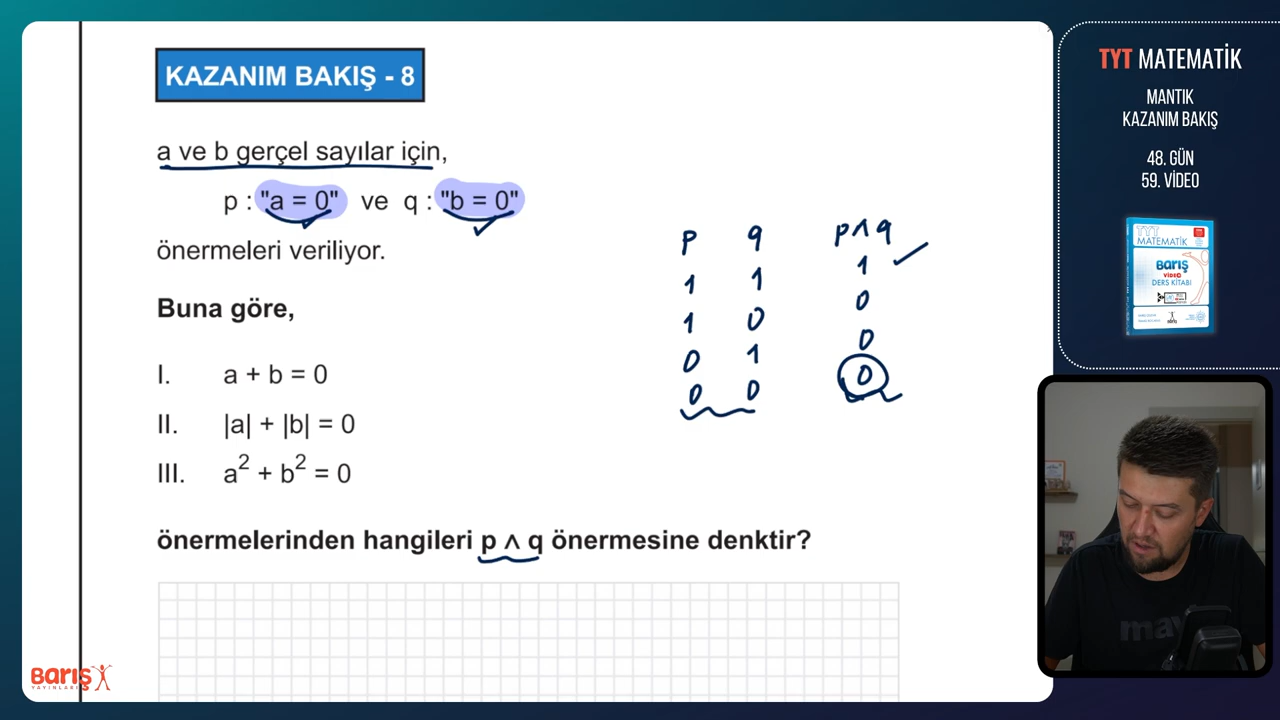 KAZANIM BAKIŞ - 8
a ve b gerçel sayılar için,
p : "a = 0" ve q : "b = 0"
önermeleri veriliyor.
Buna göre,
I. a + b = 0
II. |a| + |b| = 0
III. a² + b² = 0
önermelerinden hangileri p ∧ q önermesine denktir?
p q p∧q
1 1 1
1 0 0
0 1 0
0 0 0
BARIŞ
YAYINLARI
TYT MATEMATİK
MANTIK
KAZANIM BAKIŞ
48. GÜN
59. VİDEO
TYT
MATEMATİK
BARIŞ
VİDEO
DERS KİTABI